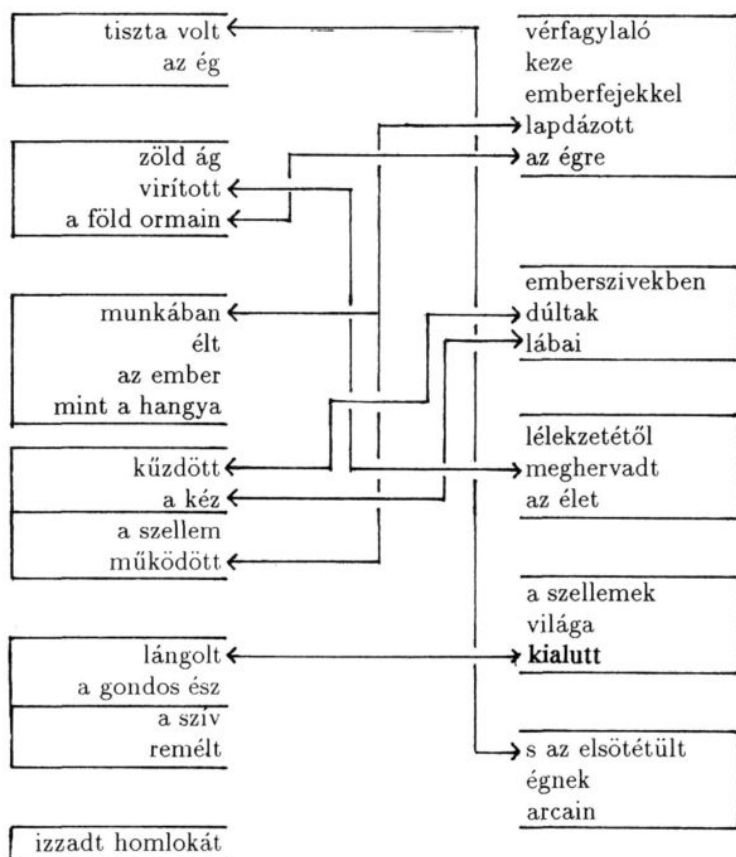 tiszta volt
az ég
zöld ág
virított
a föld ormain
munkában
élt
az ember
mint a hangya
kűzdött
a kéz
a szellem
működött
lángolt
a gondos ész
a szív
remélt
izzadt homlokát
vérfagylaló
keze
emberfejekkel
lapdázott
az égre
emberszivekben
dúltak
lábai
lélekzetétől
meghervadt
az élet
a szellemek
világa
kialutt
s az elsötétült
égnek
arcain